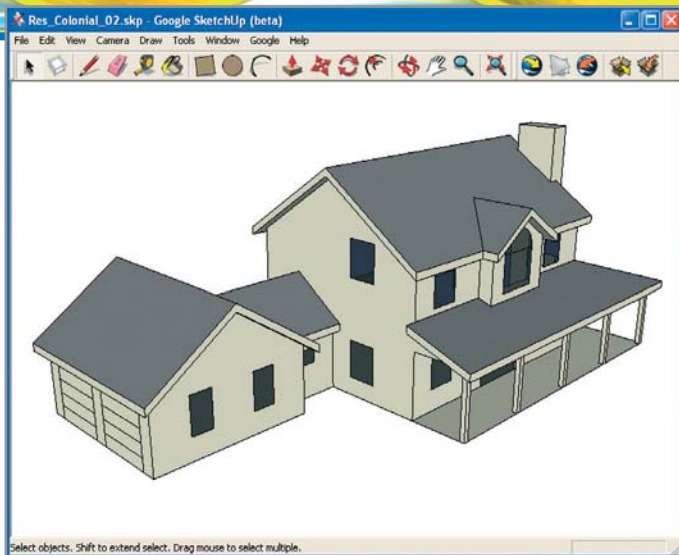 Res_Colonial_02.skp - Google SketchUp (beta)
File Edit View Camera Draw Tools Window Google Help
Select objects. Shift to extend select. Drag mouse to select multiple.